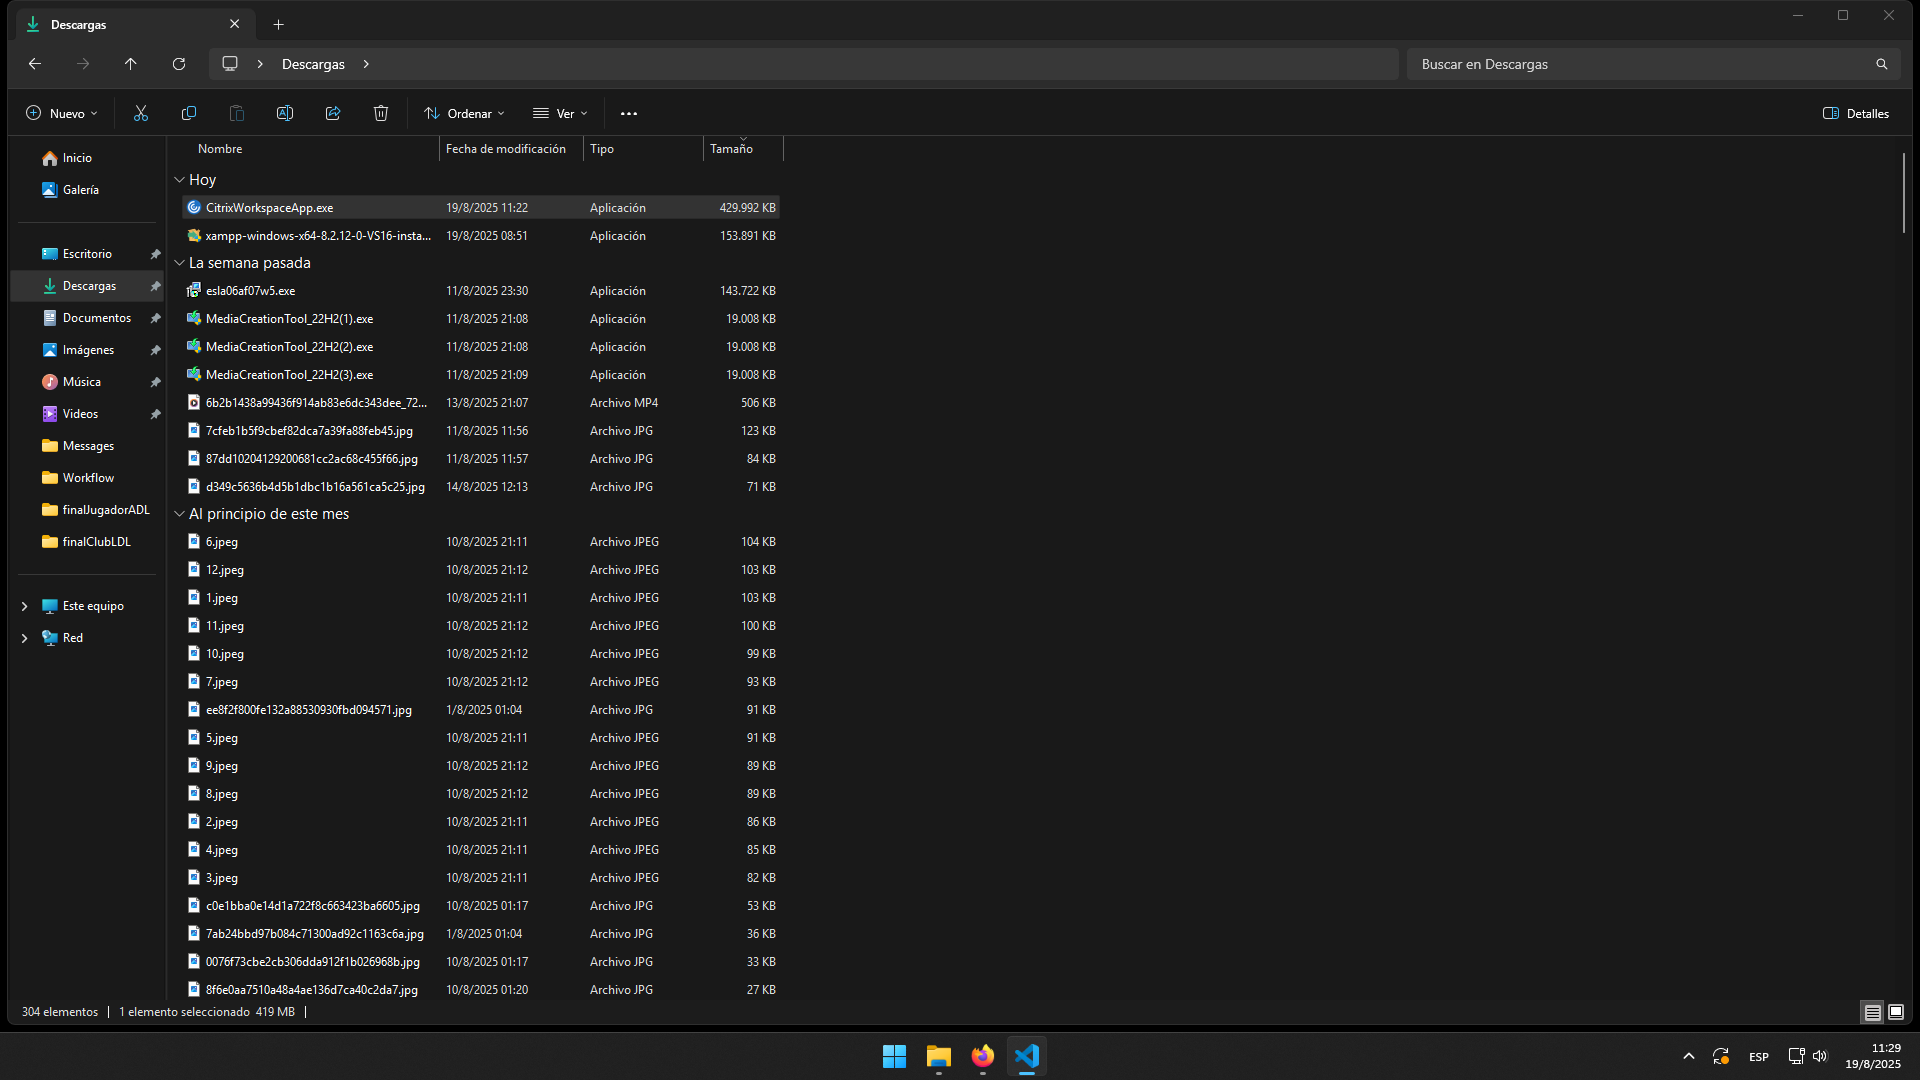 Descargas
Descargas
Buscar en Descargas
Nuevo
Ordenar
Ver
Detalles
Inicio
Galería
Escritorio
Descargas
Documentos
Imágenes
Música
Videos
Messages
Workflow
finalJugadorADL
finalClubLDL
Este equipo
Red
Nombre Fecha de modificación Tipo Tamaño
Hoy
CitrixWorkspaceApp.exe 19/8/2025 11:22 Aplicación 429.992 KB
xampp-windows-x64-8.2.12-0-VS16-insta... 19/8/2025 08:51 Aplicación 153.891 KB
La semana pasada
esla06af07w5.exe 11/8/2025 23:30 Aplicación 143.722 KB
MediaCreationTool_22H2(1).exe 11/8/2025 21:08 Aplicación 19.008 KB
MediaCreationTool_22H2(2).exe 11/8/2025 21:08 Aplicación 19.008 KB
MediaCreationTool_22H2(3).exe 11/8/2025 21:09 Aplicación 19.008 KB
6b2b1438a99436f914ab83e6dc343dee_72... 13/8/2025 21:07 Archivo MP4 506 KB
7cfeb1b5f9cbef82dca7a39fa88feb45.jpg 11/8/2025 11:56 Archivo JPG 123 KB
87dd10204129200681cc2ac68c455f66.jpg 11/8/2025 11:57 Archivo JPG 84 KB
d349c5636b4d5b1dbc1b16a561ca5c25.jpg 14/8/2025 12:13 Archivo JPG 71 KB
Al principio de este mes
6.jpeg 10/8/2025 21:11 Archivo JPEG 104 KB
12.jpeg 10/8/2025 21:12 Archivo JPEG 103 KB
1.jpeg 10/8/2025 21:11 Archivo JPEG 103 KB
11.jpeg 10/8/2025 21:12 Archivo JPEG 100 KB
10.jpeg 10/8/2025 21:12 Archivo JPEG 99 KB
7.jpeg 10/8/2025 21:12 Archivo JPEG 93 KB
ee8f2f800fe132a88530930fbd094571.jpg 1/8/2025 01:04 Archivo JPG 91 KB
5.jpeg 10/8/2025 21:11 Archivo JPEG 91 KB
9.jpeg 10/8/2025 21:12 Archivo JPEG 89 KB
8.jpeg 10/8/2025 21:12 Archivo JPEG 89 KB
2.jpeg 10/8/2025 21:11 Archivo JPEG 86 KB
4.jpeg 10/8/2025 21:11 Archivo JPEG 85 KB
3.jpeg 10/8/2025 21:11 Archivo JPEG 82 KB
c0e1bba0e14d1a722f8c663423ba6605.jpg 10/8/2025 01:17 Archivo JPG 53 KB
7ab24bbd97b084c71300ad92c1163c6a.jpg 1/8/2025 01:04 Archivo JPG 36 KB
0076f73cbe2cb306dda912f1b026968b.jpg 10/8/2025 01:17 Archivo JPG 33 KB
8f6e0aa7510a48a4ae136d7ca40c2da7.jpg 10/8/2025 01:20 Archivo JPG 27 KB
304 elementos 1 elemento seleccionado 419 MB
ESP
11:29
19/8/2025